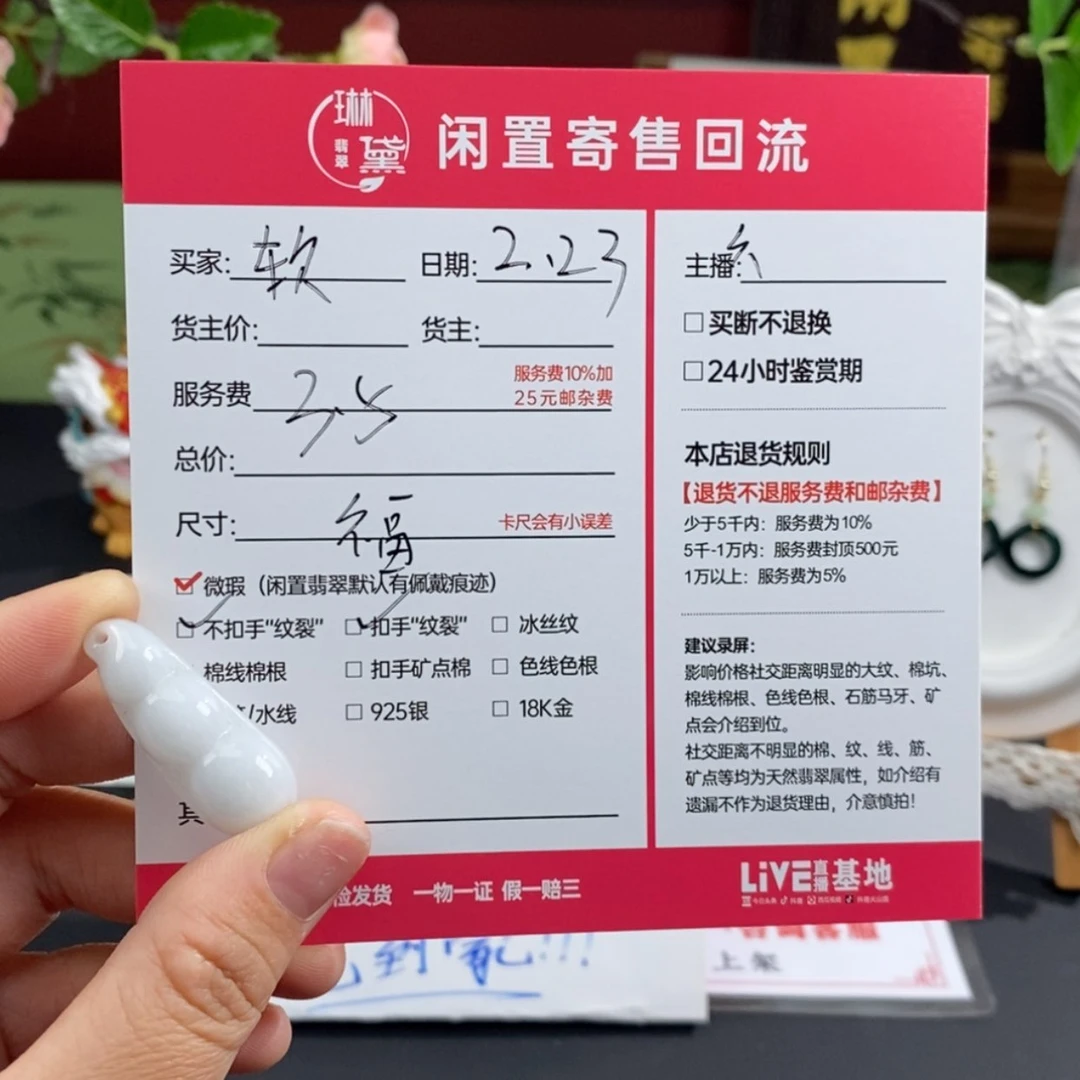 琳黛
翡翠
闲置寄售回流
买家: 软 日期: 2.23
货主价: 货主:
服务费 3.5 服务费10%加
25元邮杂费
总价:
尺寸: 福 卡尺会有小误差
☑ 微瑕（闲置翡翠默认有佩戴痕迹）
☑ 不扣手“纹裂” ☑ 扣手“纹裂” □ 冰丝纹
棉线棉根 □ 扣手矿点棉 □ 色线色根
/水线 □ 925银 □ 18K金
其
验发货 一物一证 假一赔三
主播:
□ 买断不退换
□ 24小时鉴赏期
本店退货规则
【退货不退服务费和邮杂费】
少于5千内：服务费为10%
5千-1万内：服务费封顶500元
1万以上：服务费为5%
建议录屏：
影响价格社交距离明显的大纹、棉坑、
棉线棉根、色线色根、石筋马牙、矿
点会介绍到位。
社交距离不明显的棉、纹、线、筋、
矿点等均为天然翡翠属性，如介绍有
遗漏不作为退货理由，介意慎拍！
LiVE直播基地
上架